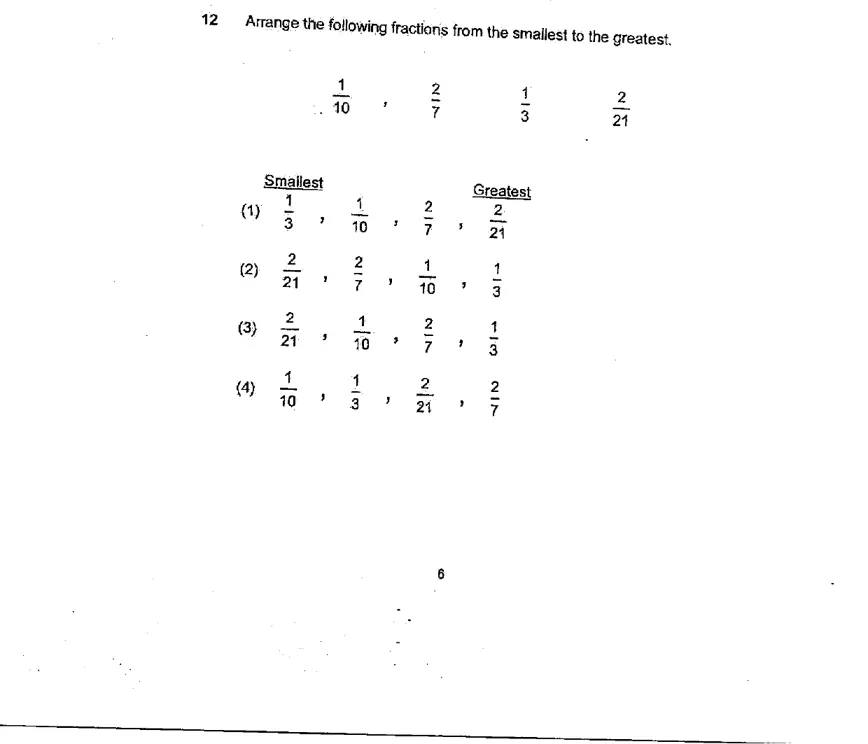 12 Arrange the following fractions from the smallest to the greatest.
1/10 , 2/7 1/3 2/21
Smallest Greatest
(1) 1/3 , 1/10 , 2/7 , 2/21
(2) 2/21 , 2/7 , 1/10 , 1/3
(3) 2/21 , 1/10 , 2/7 , 1/3
(4) 1/10 , 1/3 , 2/21 , 2/7
6